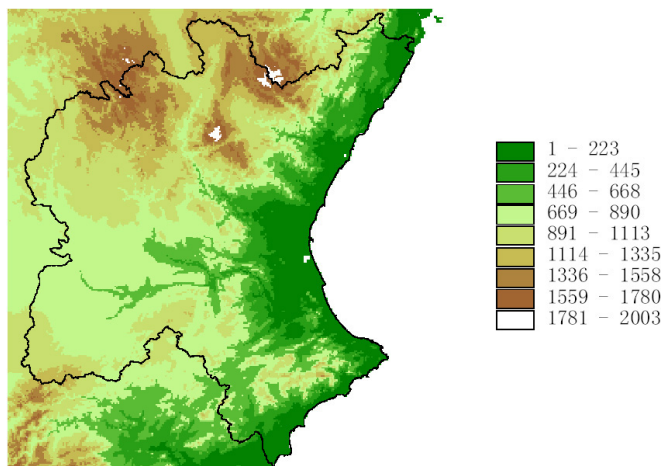 1 - 223
224 - 445
446 - 668
669 - 890
891 - 1113
1114 - 1335
1336 - 1558
1559 - 1780
1781 - 2003